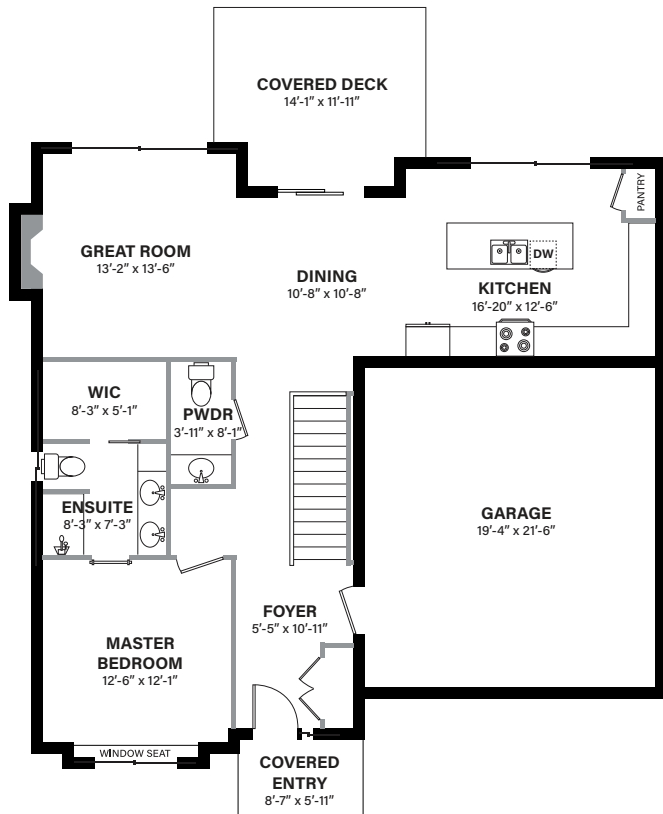 COVERED DECK
14'-1" x 11'-11"
PANTRY
GREAT ROOM
13'-2" x 13'-6"
DW
DINING
10'-8" x 10'-8"
KITCHEN
16'-20" x 12'-6"
WIC
8'-3" x 5'-1"
PWDR
3'-11" x 8'-1"
ENSUITE
8'-3" x 7'-3"
GARAGE
19'-4" x 21'-6"
FOYER
5'-5" x 10'-11"
MASTER
BEDROOM
12'-6" x 12'-1"
WINDOW SEAT
COVERED
ENTRY
8'-7" x 5'-11"